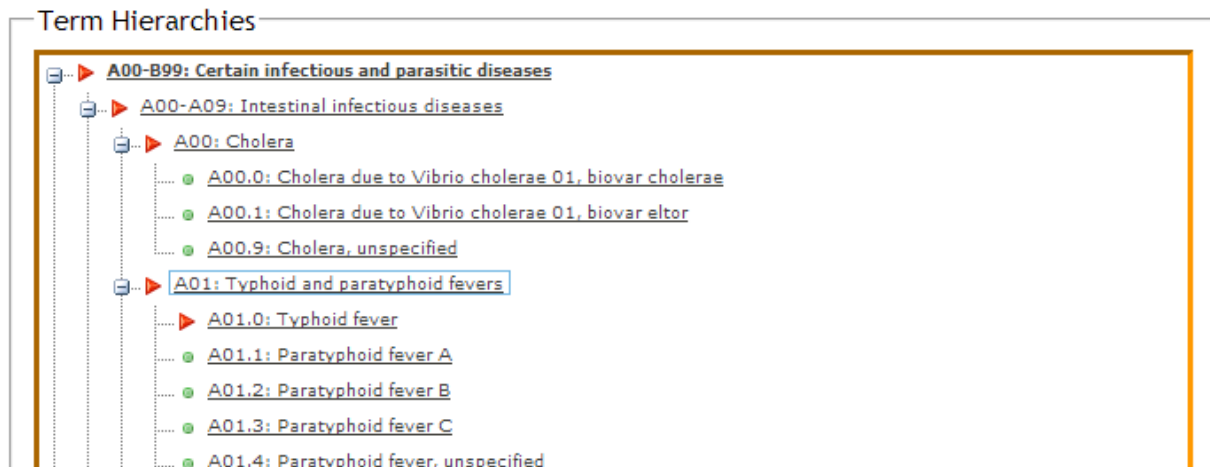 Term Hierarchies
A00-B99: Certain infectious and parasitic diseases
A00-A09: Intestinal infectious diseases
A00: Cholera
A00.0: Cholera due to Vibrio cholerae 01, biovar cholerae
A00.1: Cholera due to Vibrio cholerae 01, biovar eltor
A00.9: Cholera, unspecified
A01: Typhoid and paratyphoid fevers
A01.0: Typhoid fever
A01.1: Paratyphoid fever A
A01.2: Paratyphoid fever B
A01.3: Paratyphoid fever C
A01.4: Paratyphoid fever, unspecified